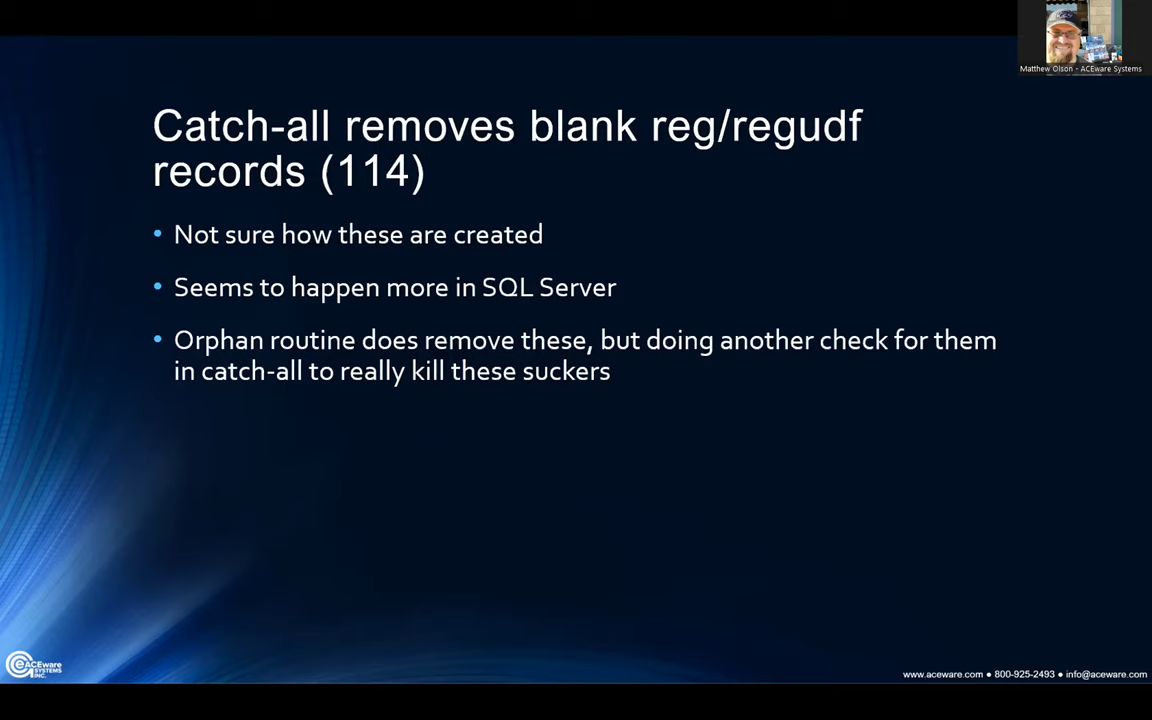 Matthew Olson - ACEware Systems
Catch-all removes blank reg/regudf
records (114)
• Not sure how these are created
• Seems to happen more in SQL Server
• Orphan routine does remove these, but doing another check for them
in catch-all to really kill these suckers
ACEware
SYSTEMS
INC.
www.aceware.com ● 800-925-2493 ● info@aceware.com